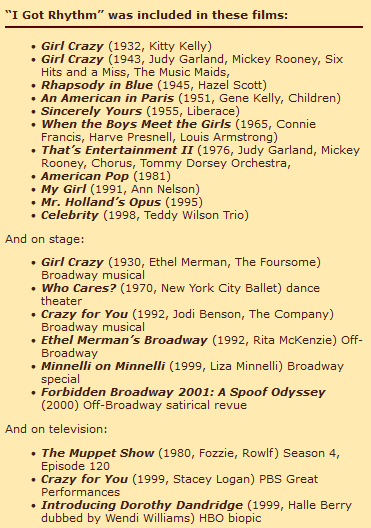 “I Got Rhythm” was included in these films:
• Girl Crazy (1932, Kitty Kelly)
• Girl Crazy (1943, Judy Garland, Mickey Rooney, Six
Hits and a Miss, The Music Maids,
• Rhapsody in Blue (1945, Hazel Scott)
• An American in Paris (1951, Gene Kelly, Children)
• Sincerely Yours (1955, Liberace)
• When the Boys Meet the Girls (1965, Connie
Francis, Harve Presnell, Louis Armstrong)
• That’s Entertainment II (1976, Judy Garland, Mickey
Rooney, Chorus, Tommy Dorsey Orchestra,
• American Pop (1981)
• My Girl (1991, Ann Nelson)
• Mr. Holland’s Opus (1995)
• Celebrity (1998, Teddy Wilson Trio)
And on stage:
• Girl Crazy (1930, Ethel Merman, The Foursome)
Broadway musical
• Who Cares? (1970, New York City Ballet) dance
theater
• Crazy for You (1992, Jodi Benson, The Company)
Broadway musical
• Ethel Merman’s Broadway (1992, Rita McKenzie) Off-
Broadway
• Minnelli on Minnelli (1999, Liza Minnelli) Broadway
special
• Forbidden Broadway 2001: A Spoof Odyssey
(2000) Off-Broadway satirical revue
And on television:
• The Muppet Show (1980, Fozzie, Rowlf) Season 4,
Episode 120
• Crazy for You (1999, Stacey Logan) PBS Great
Performances
• Introducing Dorothy Dandridge (1999, Halle Berry
dubbed by Wendi Williams) HBO biopic